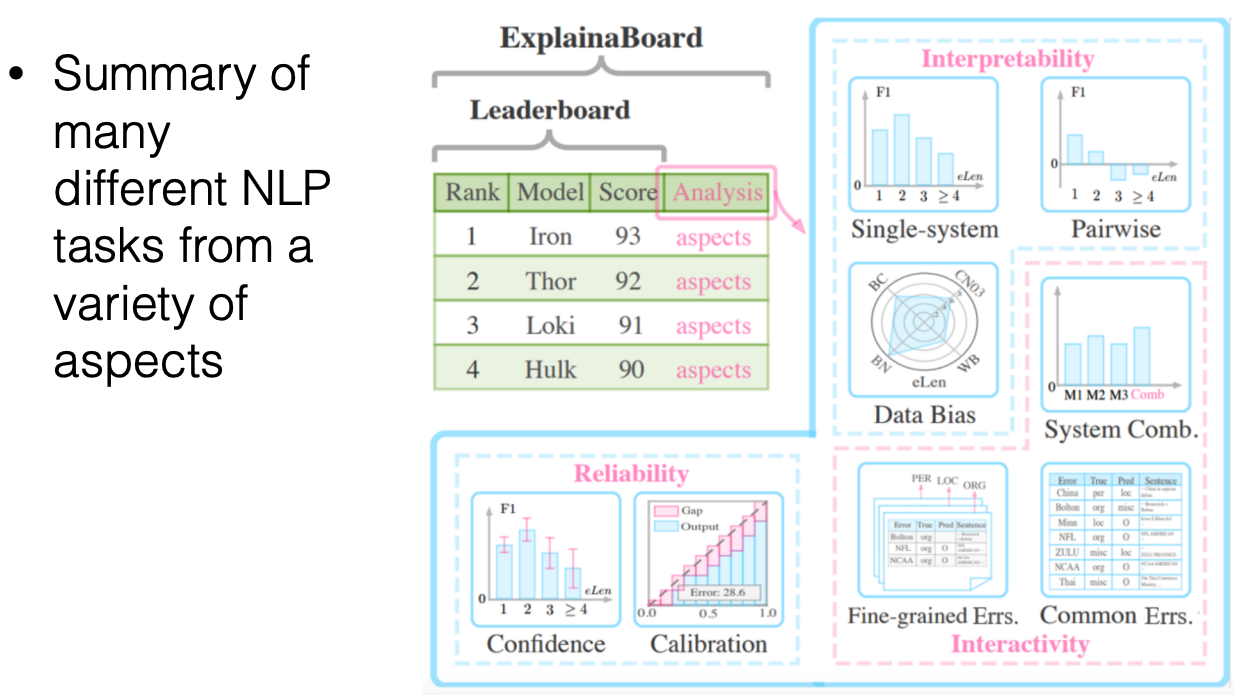 • Summary of
many
different NLP
tasks from a
variety of
aspects
ExplainaBoard
Leaderboard
Rank Model Score Analysis
1 Iron 93 aspects
2 Thor 92 aspects
3 Loki 91 aspects
4 Hulk 90 aspects
Interpretability
F1
0
eLen
1 2 3 ≥4
Single-system
F1
0
eLen
1 2 3 ≥4
Pairwise
BC CN03
BN WB
eLen
Data Bias
0
M1 M2 M3 Comb
System Comb.
Reliability
F1
0
eLen
1 2 3 ≥4
Confidence
Gap
Output
Error: 28.6
0.0 0.5 1.0
Calibration
PER LOC ORG
Error True Pred Sentence
Bolton org
NFL org O
NCAA org O
Fine-grained Errs.
Error True Pred Sentence
China per loc
Bolton org misc
Minn loc O
NFL org O
ZULU misc loc
NCAA org O
Thai misc O
Common Errs.
Interactivity